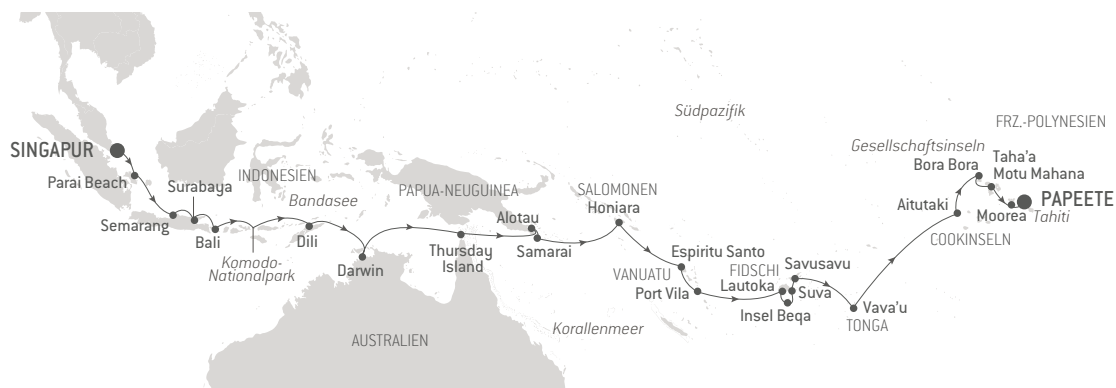 SINGAPUR
Parai Beach
Semarang
Surabaya
Bali
INDONESIEN
Bandasee
Komodo-
Nationalpark
Dili
Darwin
PAPUA-NEUGUINEA
Thursday
Island
Alotau
Samarai
AUSTRALIEN
Korallenmeer
SALOMONEN
Honiara
Südpazifik
Espiritu Santo
VANUATU
Port Vila
FIDSCHI
Lautoka
Insel Beqa
Suva
Savusavu
Vava'u
TONGA
Aitutaki
COOKINSELN
FRZ.-POLYNESIEN
Gesellschaftsinseln
Bora Bora
Taha'a
Motu Mahana
Moorea
PAPEETE
Tahiti